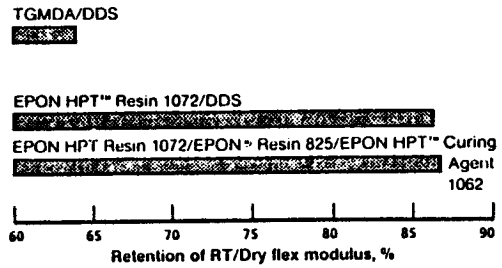 TGMDA/DDS
EPON HPT™ Resin 1072/DDS
EPON HPT Resin 1072/EPON® Resin 825/EPON HPT™ Curing
Agent
1062
60 65 70 75 80 85 90
Retention of RT/Dry flex modulus, %